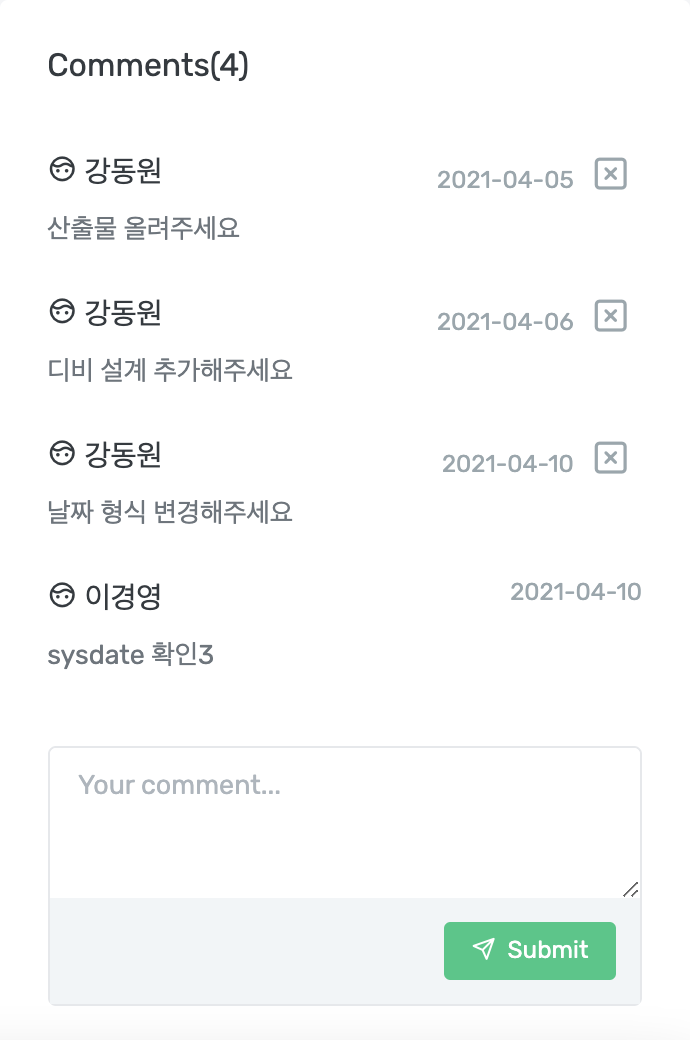 Comments(4)
강동원 2021-04-05
산출물 올려주세요
강동원 2021-04-06
디비 설계 추가해주세요
강동원 2021-04-10
날짜 형식 변경해주세요
이경영 2021-04-10
sysdate 확인3
Your comment...
Submit